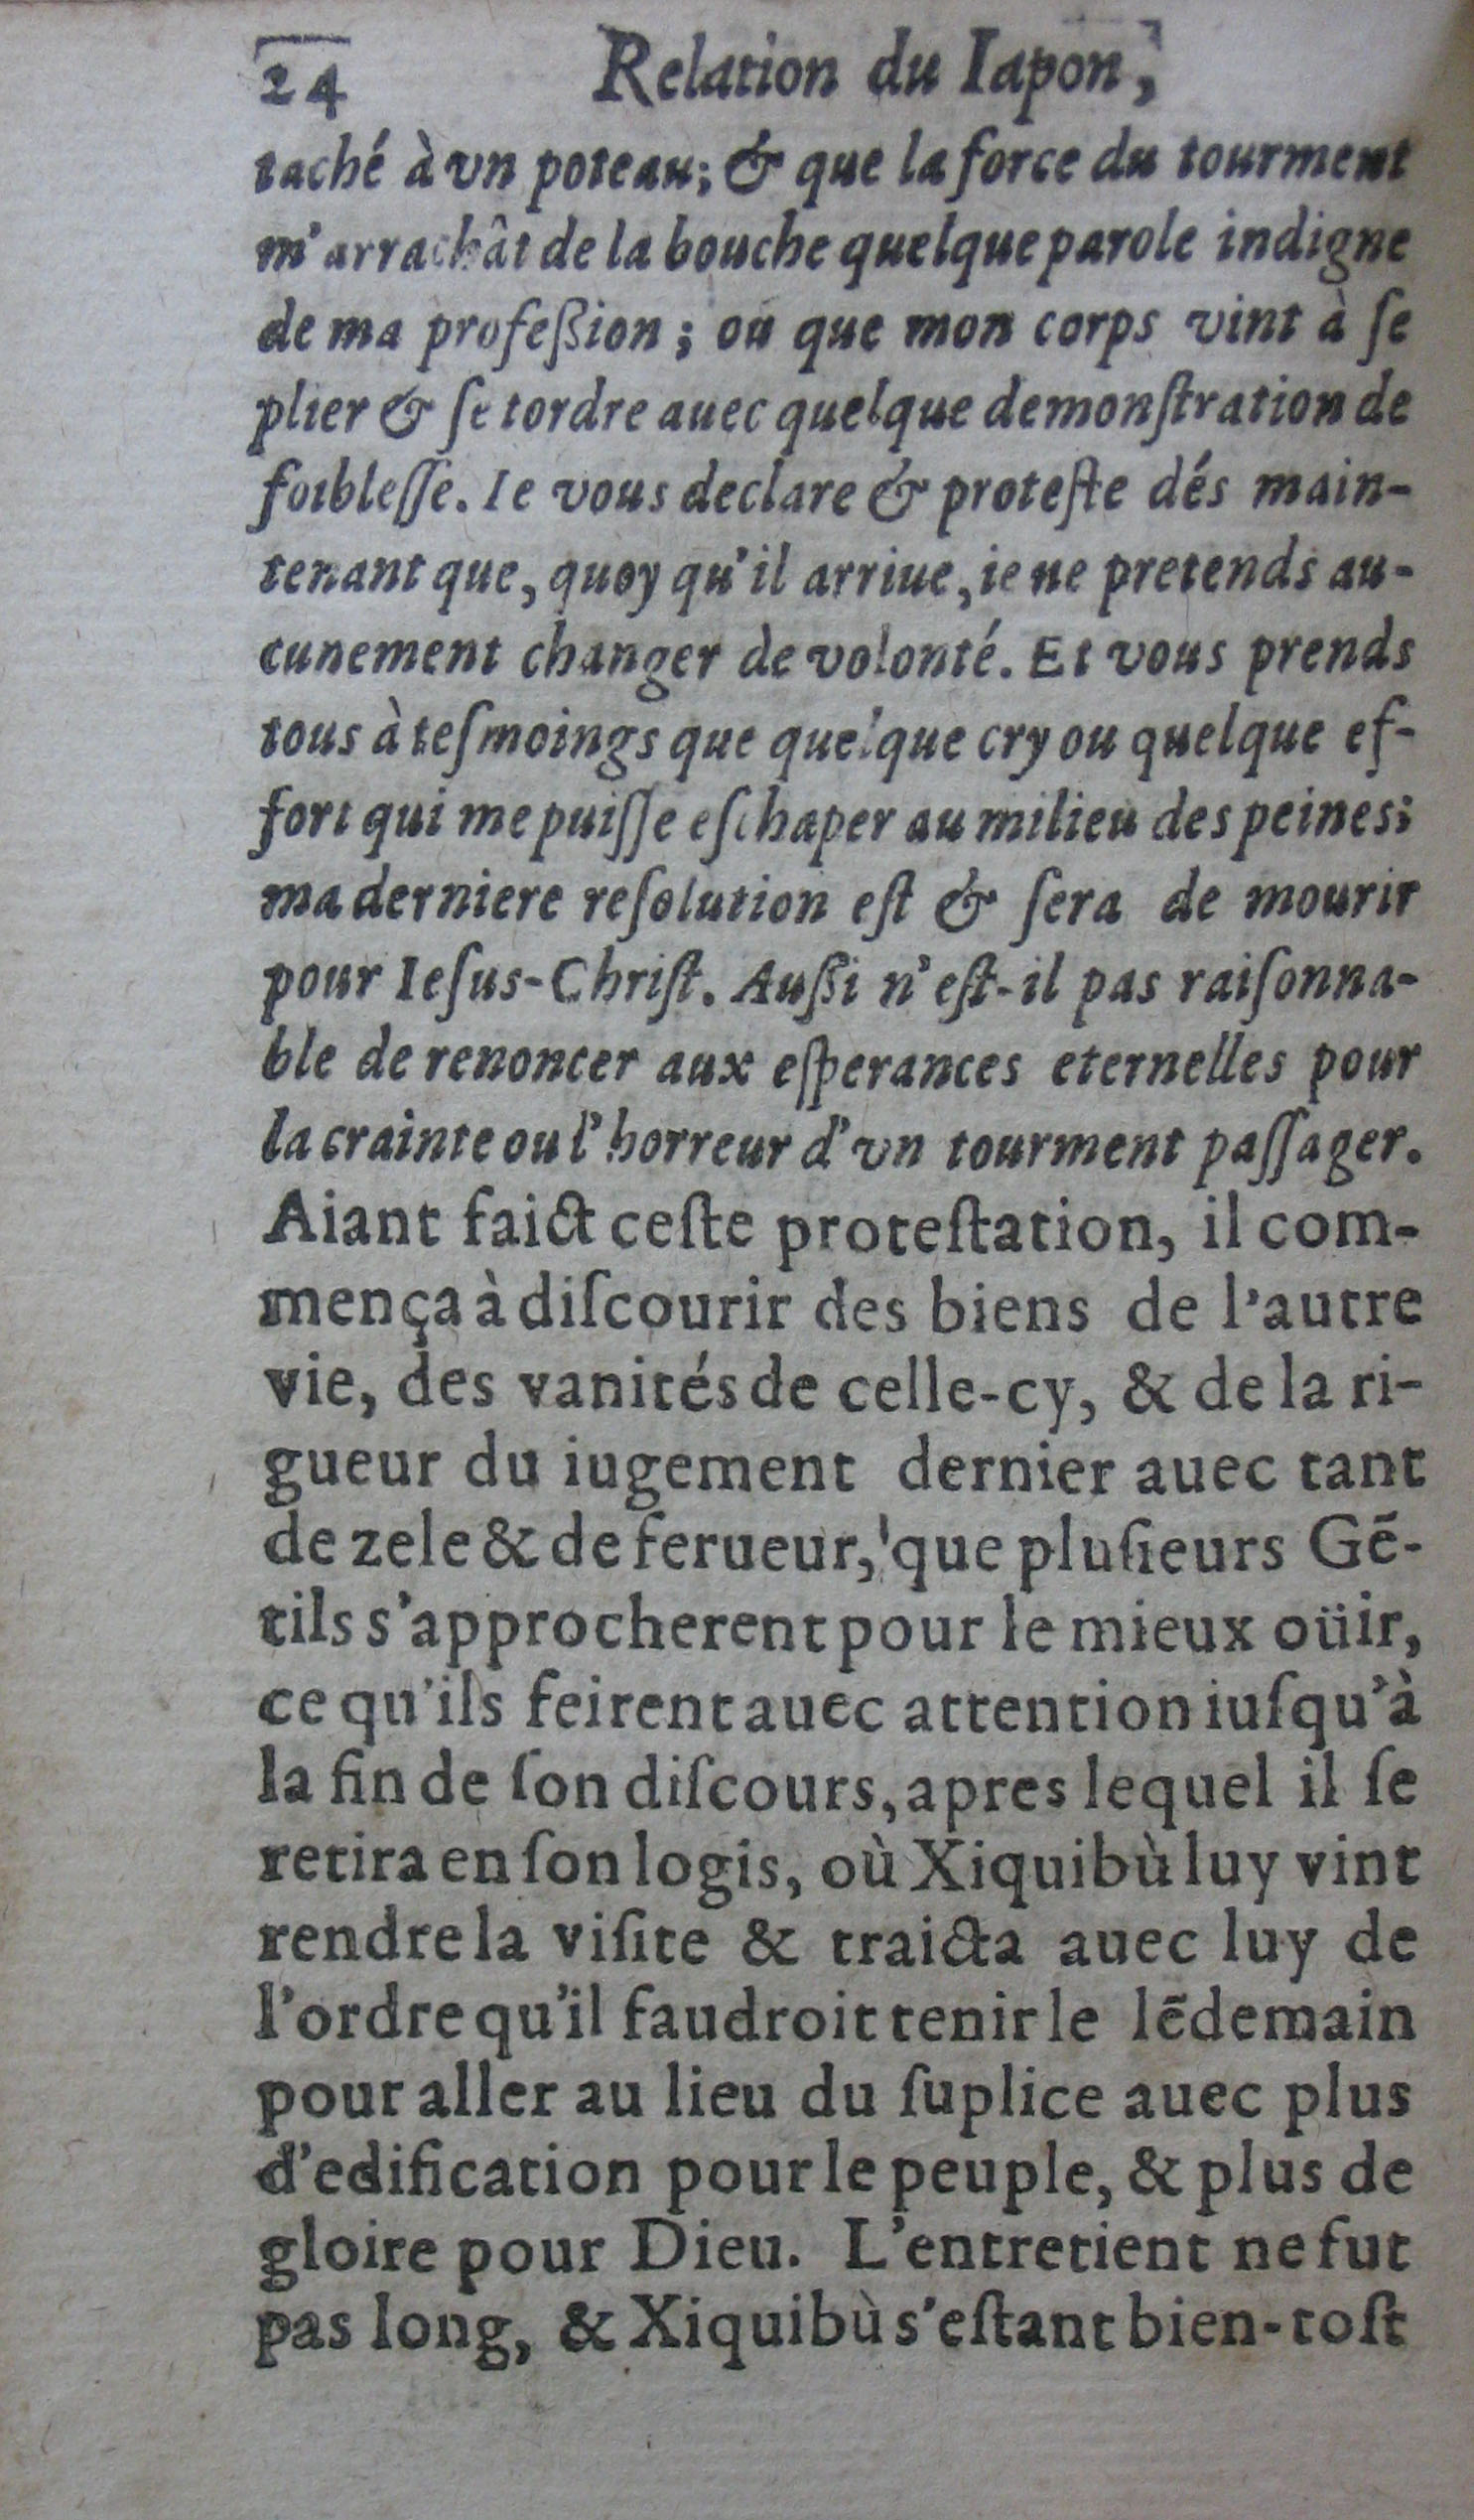 24 Relation du Iapon,
taché à vn poteau; & que la force du tourment
m'arrachât de la bouche quelque parole indigne
de ma profeßion; ou que mon corps vint à ſe
plier & ſe tordre auec quelque demonſtration de
foibleſſe. Ie vous declare & proteſte dés main-
tenant que, quoy qu'il arriue, ie ne pretends au-
cunement changer de volonté. Et vous prends
tous à teſmoings que quelque cry ou quelque ef-
fort qui me puiſſe eſchaper au milieu des peines;
ma derniere reſolution eſt & ſera de mourir
pour Ieſus-Chriſt. Außi n'eſt-il pas raiſonna-
ble de renoncer aux eſperances eternelles pour
la crainte ou l'horreur d'vn tourment paſſager.
Aiant faict ceſte proteſtation, il com-
mença à diſcourir des biens de l'autre
vie, des vanités de celle-cy, & de la ri-
gueur du iugement dernier auec tant
de zele & de ferueur, que pluſieurs Gē-
tils s'approcherent pour le mieux oüir,
ce qu'ils feirent auec attention iuſqu'à
la fin de ſon diſcours, apres lequel il ſe
retira en ſon logis, où Xiquibù luy vint
rendre la viſite & traicta auec luy de
l'ordre qu'il faudroit tenir le lēdemain
pour aller au lieu du ſuplice auec plus
d'edification pour le peuple, & plus de
gloire pour Dieu. L'entretient ne fut
pas long, & Xiquibù s'eſtant bien-toſt